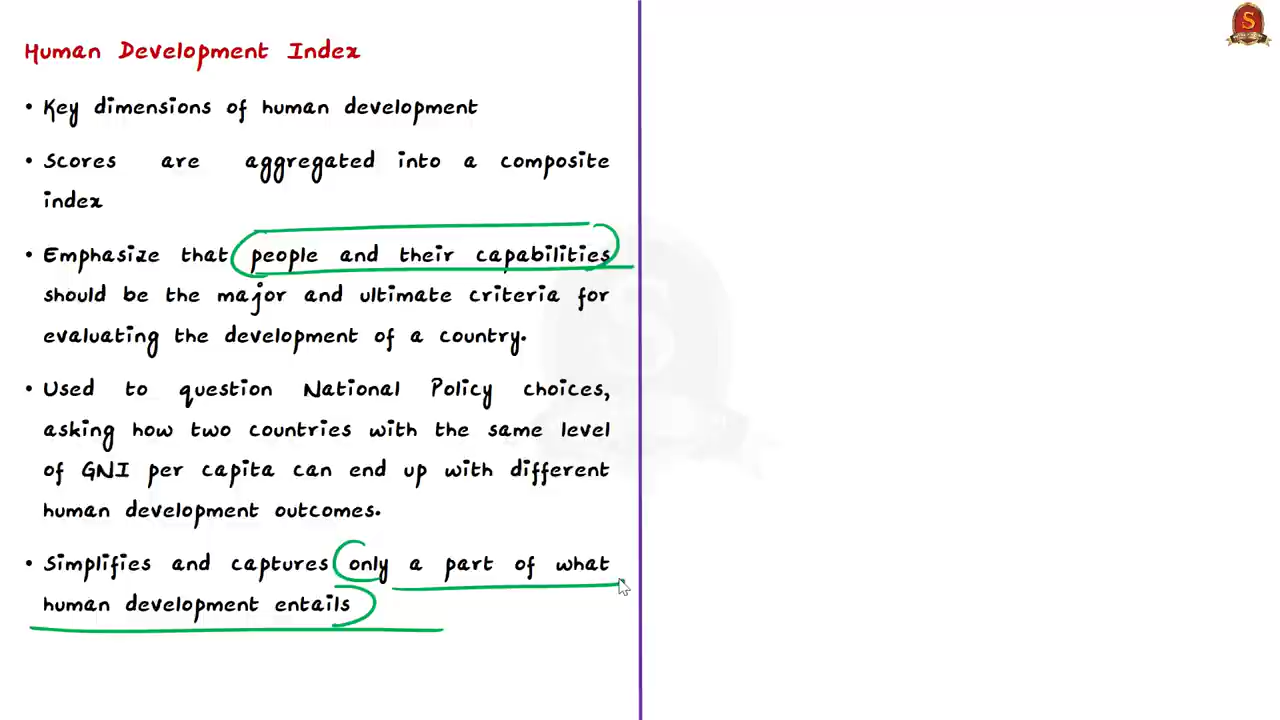 Human Development Index
• Key dimensions of human development
• Scores are aggregated into a composite
index
• Emphasize that people and their capabilities
should be the major and ultimate criteria for
evaluating the development of a country.
• Used to question National Policy choices,
asking how two countries with the same level
of GNI per capita can end up with different
human development outcomes.
• Simplifies and captures only a part of what
human development entails
S